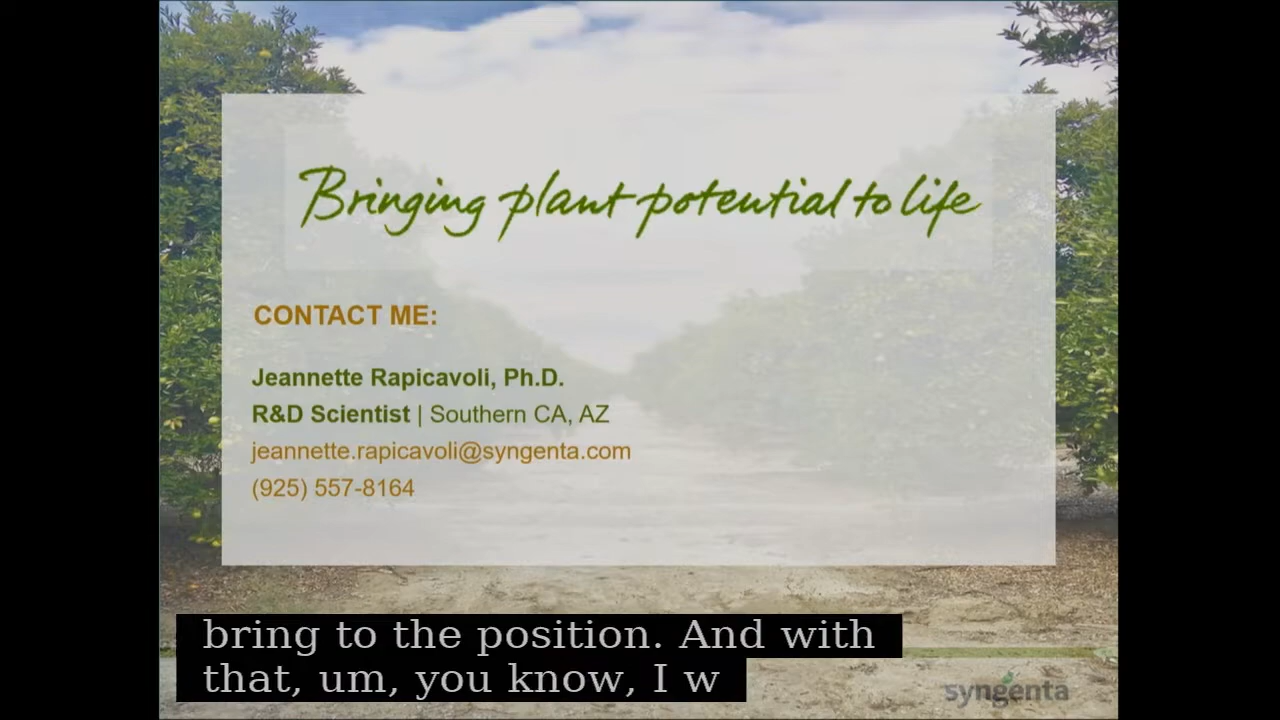 Bringing plant potential to life
CONTACT ME:
Jeannette Rapicavoli, Ph.D.
R&D Scientist | Southern CA, AZ
jeannette.rapicavoli@syngenta.com
(925) 557-8164
bring to the position. And with
that, um, you know, I w
syngenta